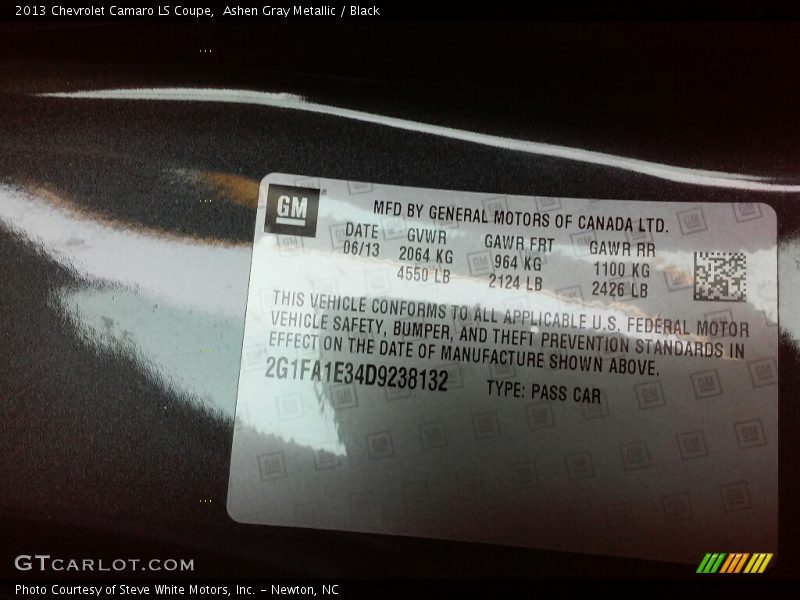 2013 Chevrolet Camaro LS Coupe,  Ashen Gray Metallic / Black
GM
MFD BY GENERAL MOTORS OF CANADA LTD.
DATE GVWR GAWR FRT GAWR RR
06/13 2064 KG 964 KG 1100 KG
4550 LB 2124 LB 2426 LB
THIS VEHICLE CONFORMS TO ALL APPLICABLE U.S. FEDERAL MOTOR
VEHICLE SAFETY, BUMPER, AND THEFT PREVENTION STANDARDS IN
EFFECT ON THE DATE OF MANUFACTURE SHOWN ABOVE.
2G1FA1E34D9238132 TYPE: PASS CAR
GTCARLOT.COM
Photo Courtesy of Steve White Motors, Inc. – Newton, NC